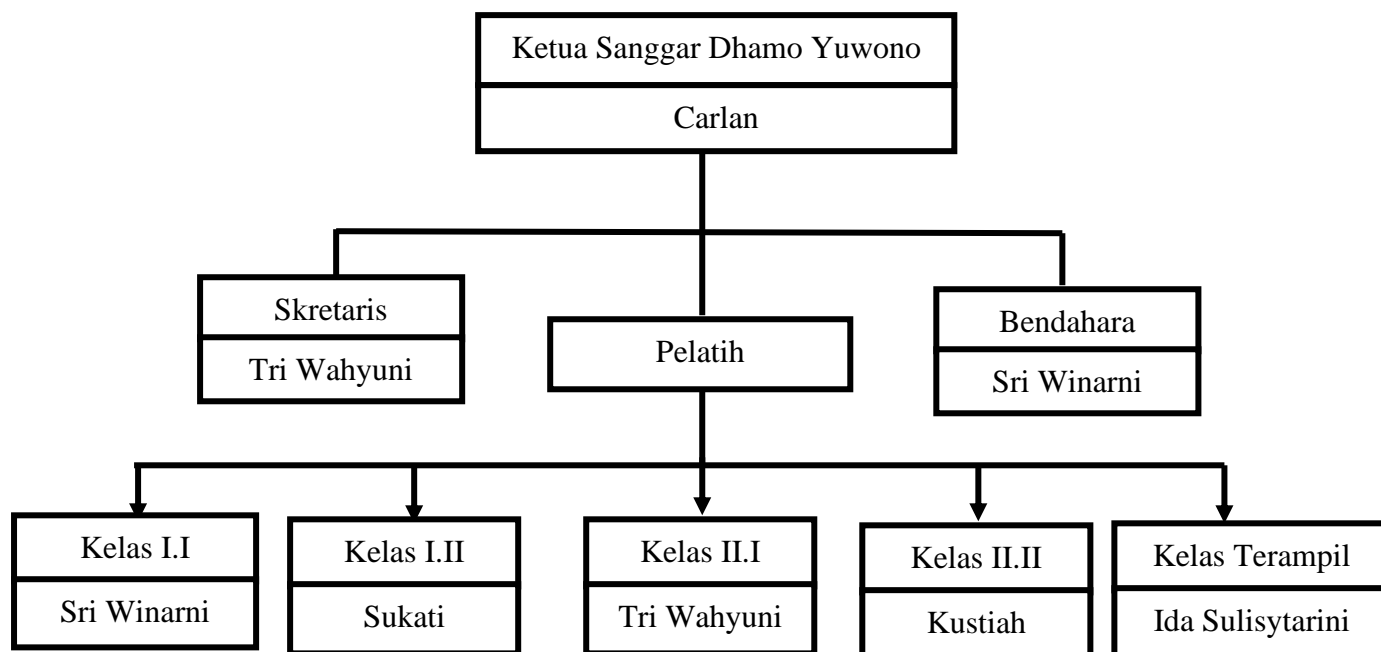 Ketua Sanggar Dhamo Yuwono
Carlan
Skretaris
Tri Wahyuni
Pelatih
Bendahara
Sri Winarni
Kelas I.I
Sri Winarni
Kelas I.II
Sukati
Kelas II.I
Tri Wahyuni
Kelas II.II
Kustiah
Kelas Terampil
Ida Sulisytarini